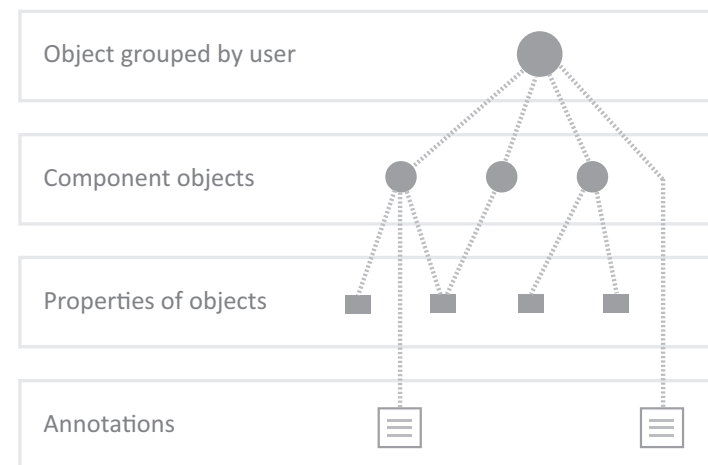 Object grouped by user
Component objects
Properties of objects
Annotations